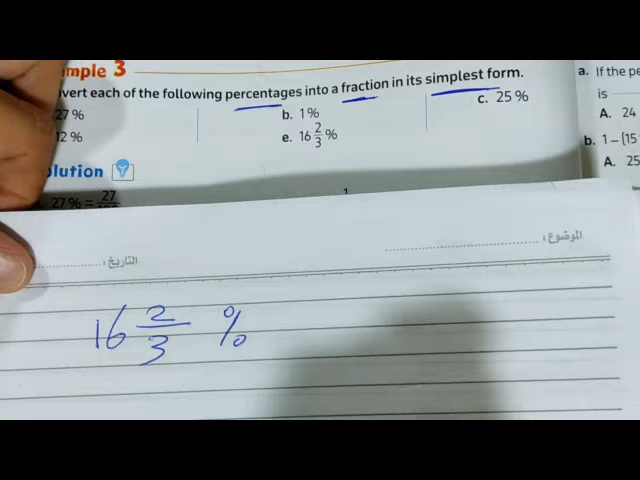 mple 3
vert each of the following percentages into a fraction in its simplest form.
27 %
b. 1 %
c. 25 %
12 %
e. 16 2/3 %
lution
27 % = 27
a. If the pe
is
A. 24
b. 1 – [15
A. 25
الموضوع :
التاريخ :
16 2/3 %